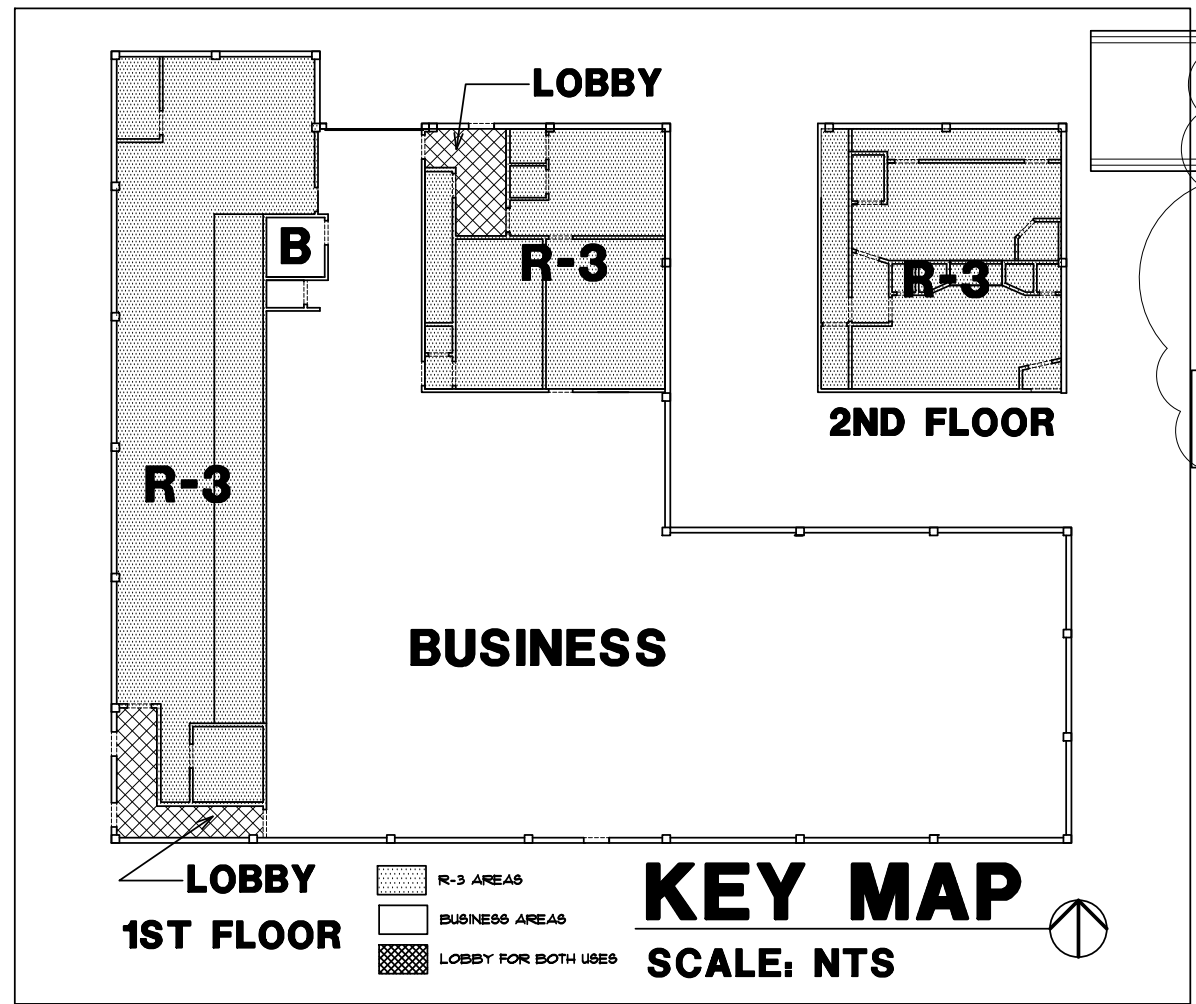 LOBBY
B
R-3
R-3
2ND FLOOR
R-3
BUSINESS
LOBBY
1ST FLOOR
R-3 AREAS
BUSINESS AREAS
LOBBY FOR BOTH USES
KEY MAP
SCALE: NTS